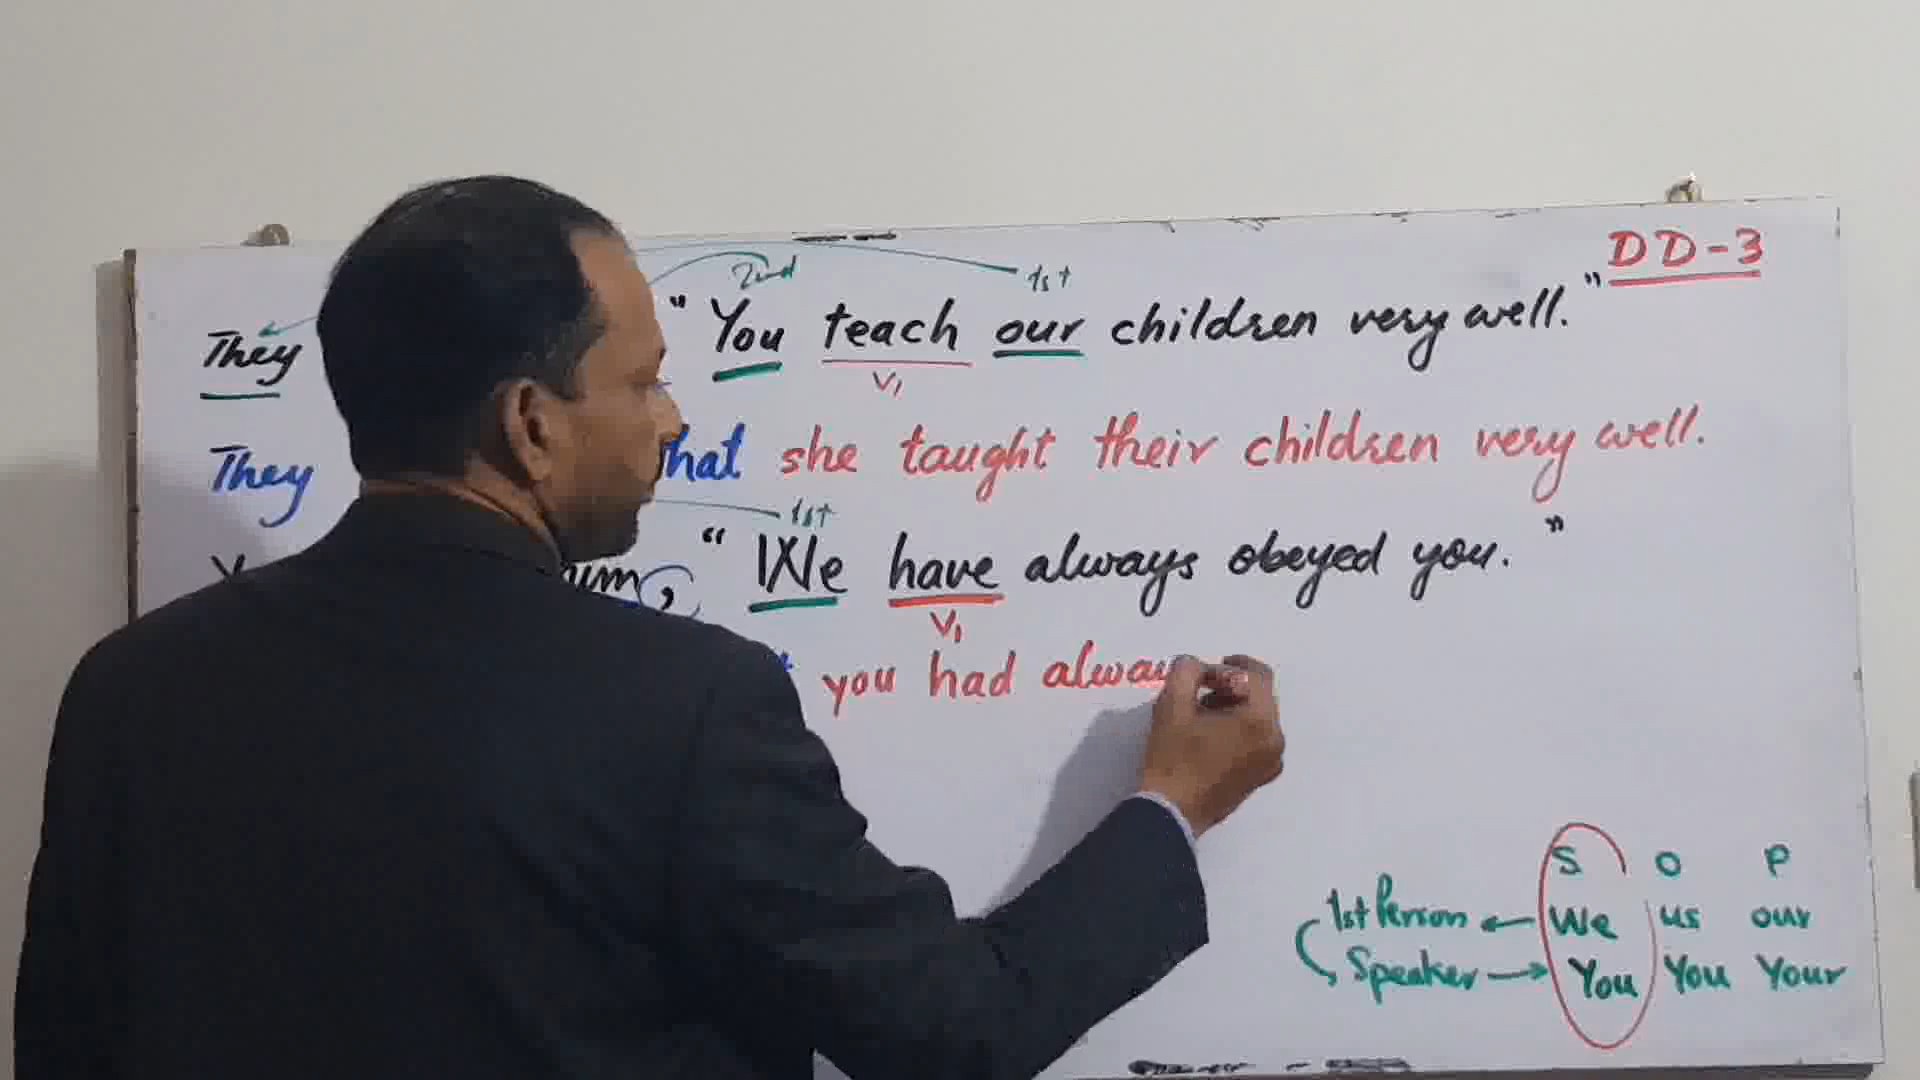 DD-3
2nd 1st
They "You teach our children very well."
V1
They that she taught their children very well.
1st
him, "We have always obeyed you."
V1
you had always
S O P
1st Person We us our
Speaker You You Your